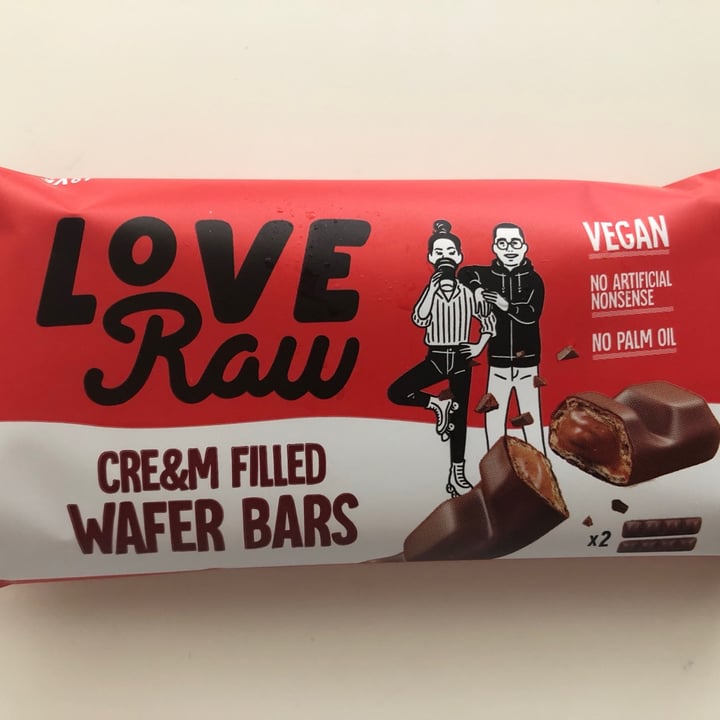 LOVE
Raw
CRE&M FILLED
WAFER BARS
VEGAN
NO ARTIFICIAL
NONSENSE
NO PALM OIL
x2